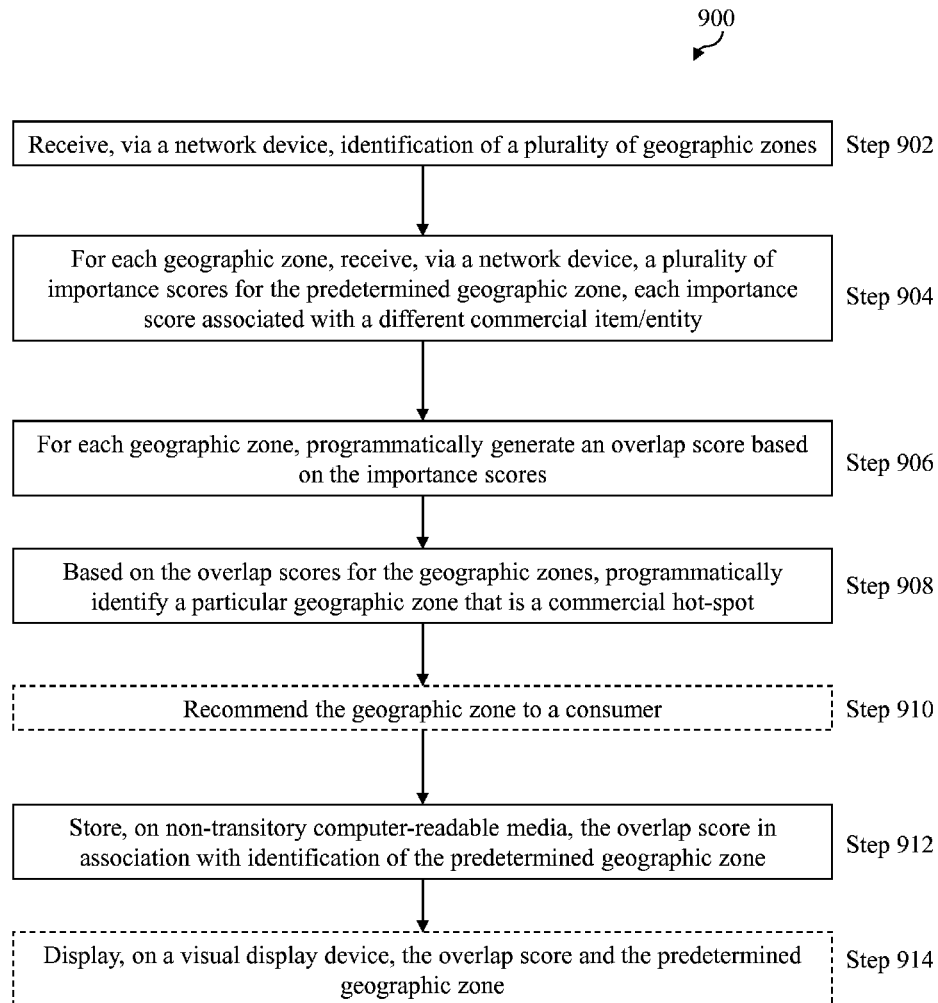 900
Receive, via a network device, identification of a plurality of geographic zones
Step 902
For each geographic zone, receive, via a network device, a plurality of
importance scores for the predetermined geographic zone, each importance
score associated with a different commercial item/entity
Step 904
For each geographic zone, programmatically generate an overlap score based
on the importance scores
Step 906
Based on the overlap scores for the geographic zones, programmatically
identify a particular geographic zone that is a commercial hot-spot
Step 908
Recommend the geographic zone to a consumer
Step 910
Store, on non-transitory computer-readable media, the overlap score in
association with identification of the predetermined geographic zone
Step 912
Display, on a visual display device, the overlap score and the predetermined
geographic zone
Step 914